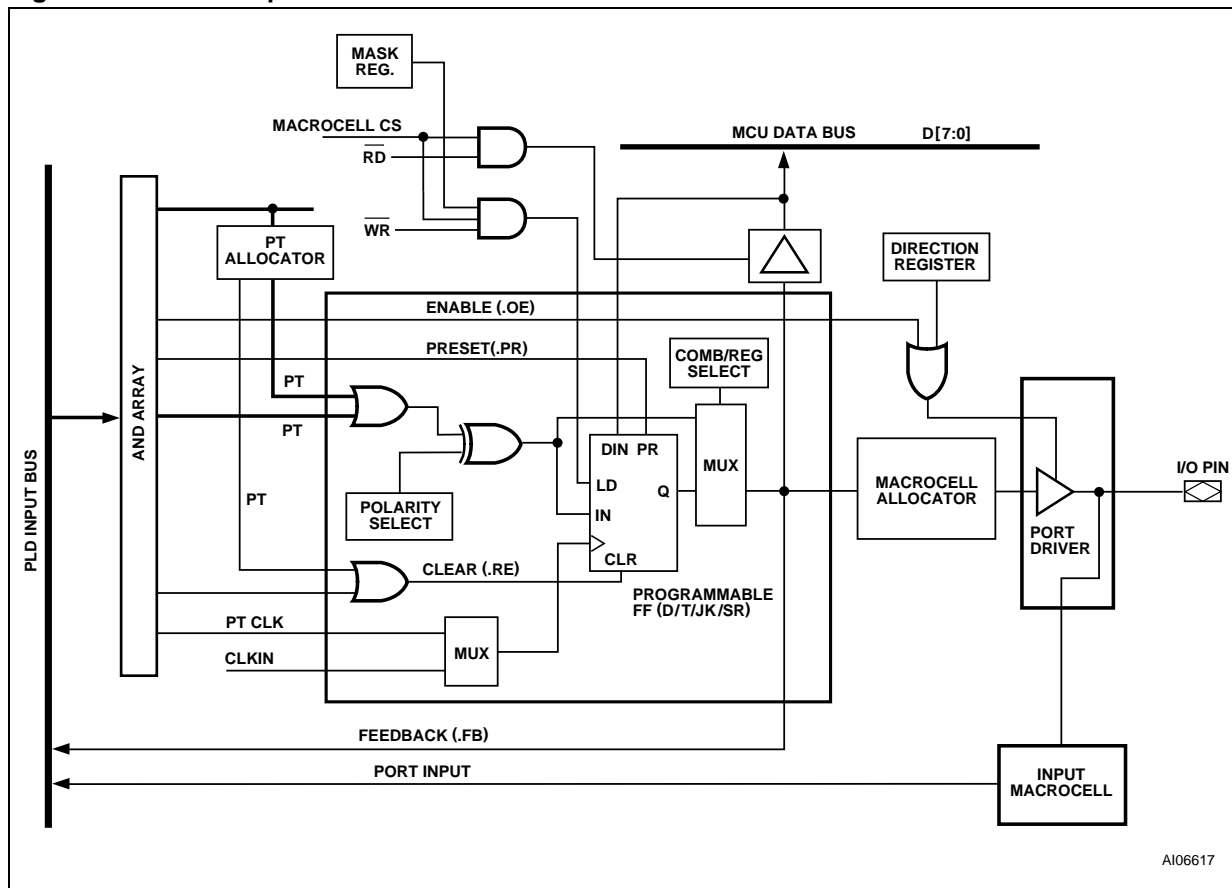 MASK
REG.
MACROCELL CS
RD
WR
MCU DATA BUS
D[7:0]
PT
ALLOCATOR
DIRECTION
REGISTER
ENABLE (.OE)
PRESET(.PR)
COMB/REG
SELECT
PT
PT
PT
POLARITY
SELECT
DIN PR
LD
IN
Q
CLR
MUX
MACROCELL
ALLOCATOR
PORT
DRIVER
I/O PIN
CLEAR (.RE)
PROGRAMMABLE
FF (D/T/JK/SR)
PT CLK
CLKIN
MUX
PLD INPUT BUS
AND ARRAY
FEEDBACK (.FB)
PORT INPUT
INPUT
MACROCELL
AI06617